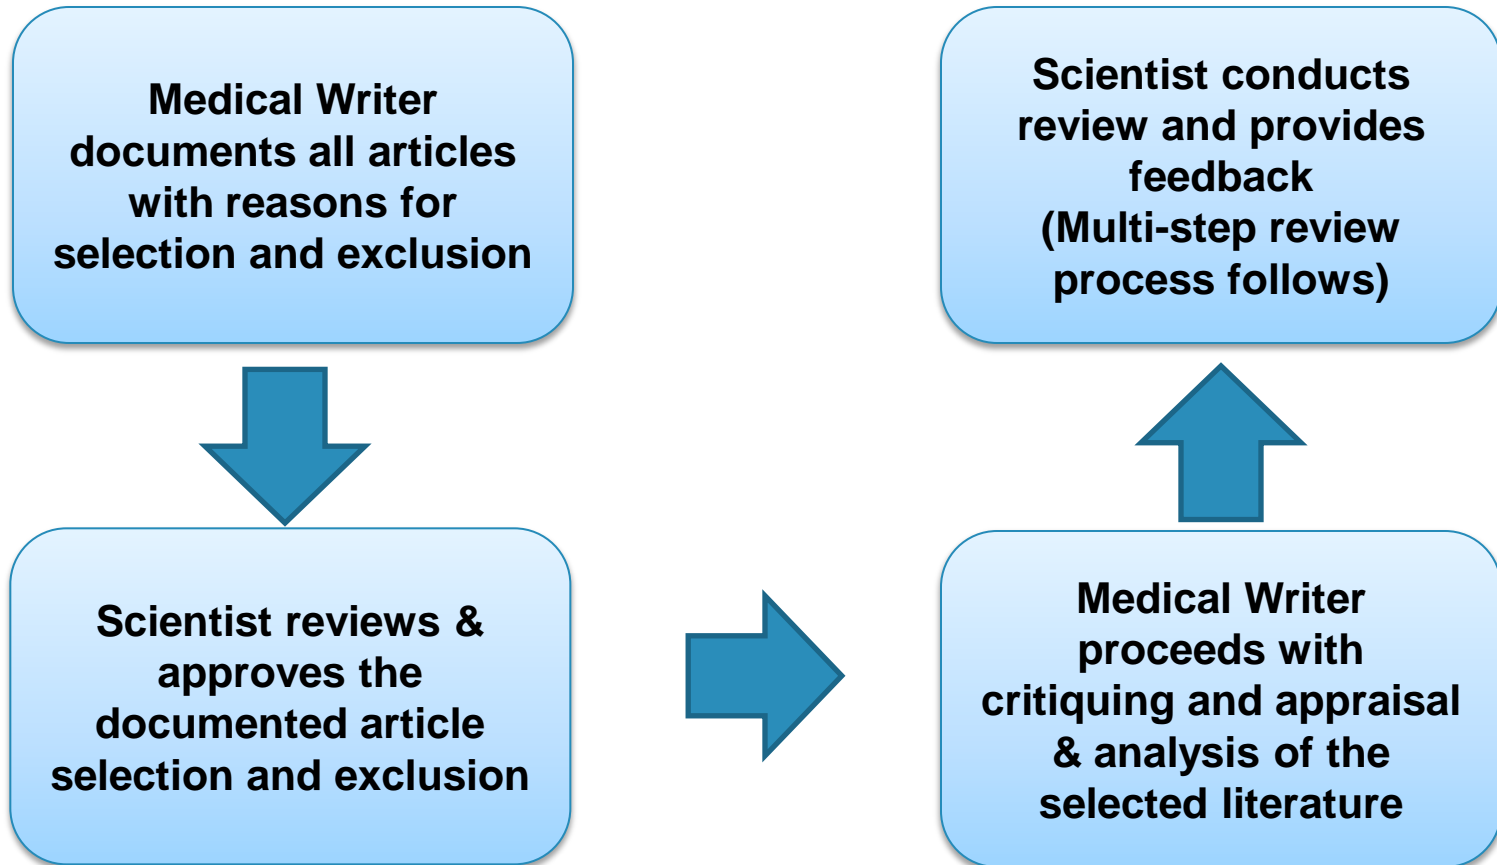 Medical Writer
documents all articles
with reasons for
selection and exclusion
Scientist reviews &
approves the
documented article
selection and exclusion
Medical Writer
proceeds with
critiquing and appraisal
& analysis of the
selected literature
Scientist conducts
review and provides
feedback
(Multi-step review
process follows)